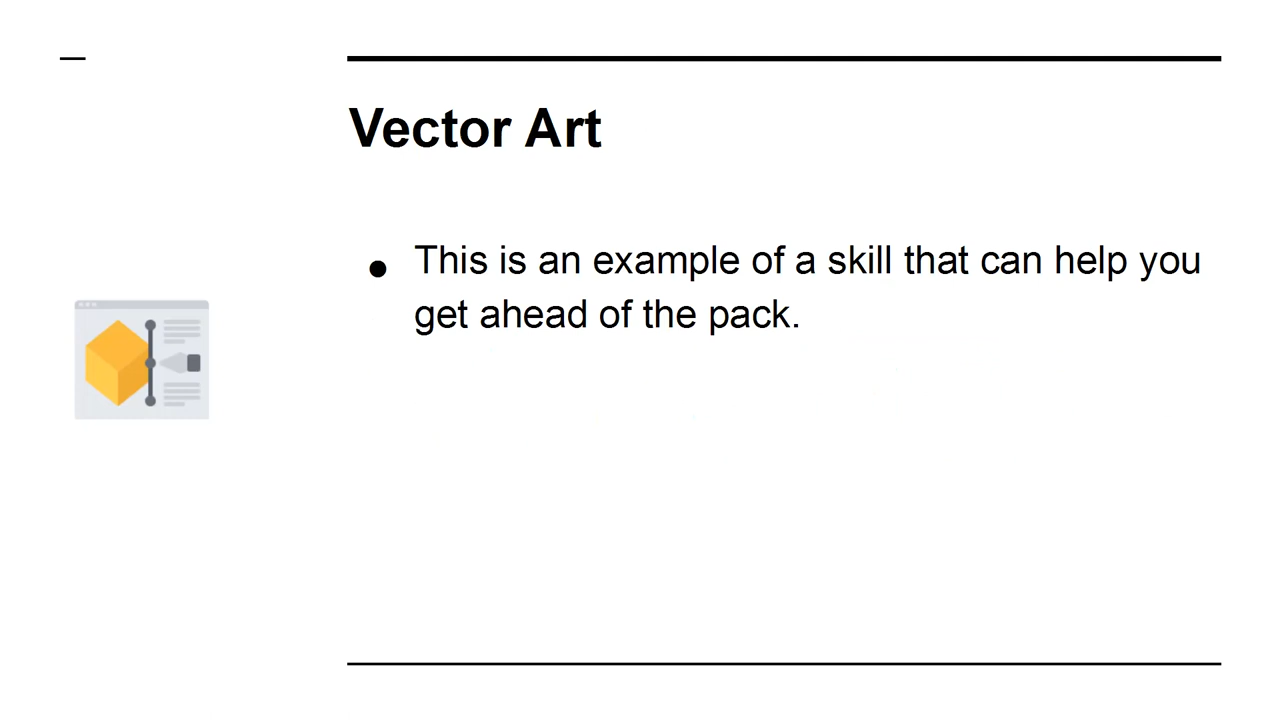 Vector Art
• This is an example of a skill that can help you
get ahead of the pack.